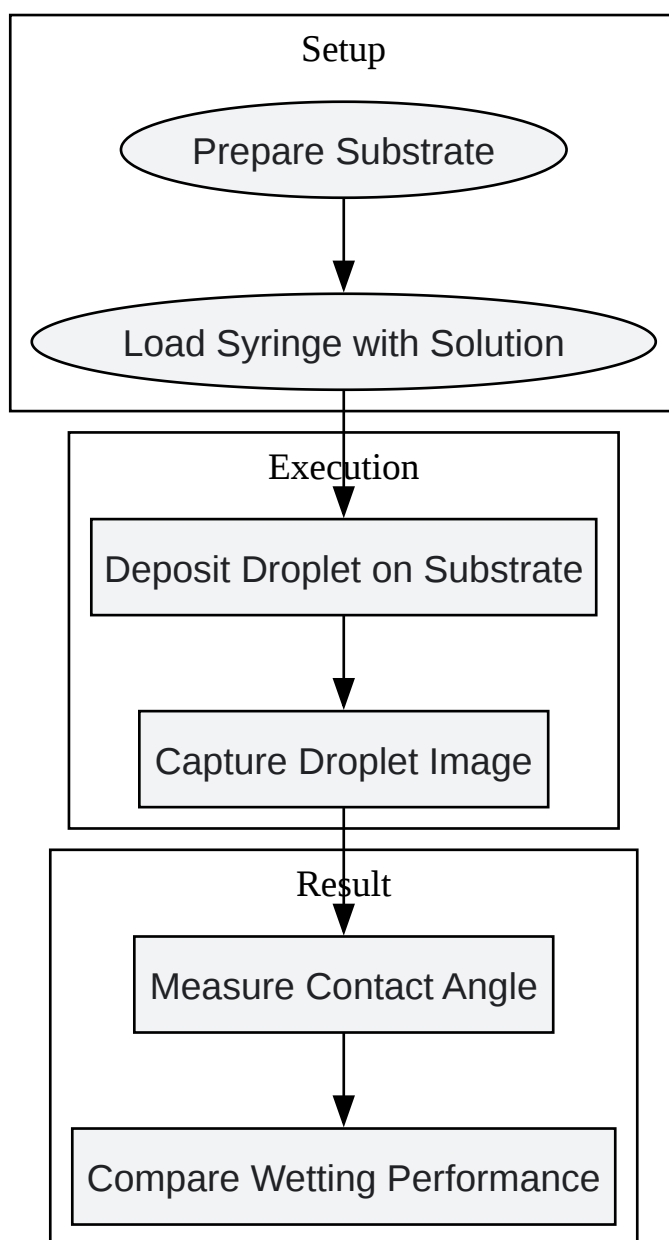 Setup
Prepare Substrate
Load Syringe with Solution
Execution
Deposit Droplet on Substrate
Capture Droplet Image
Result
Measure Contact Angle
Compare Wetting Performance